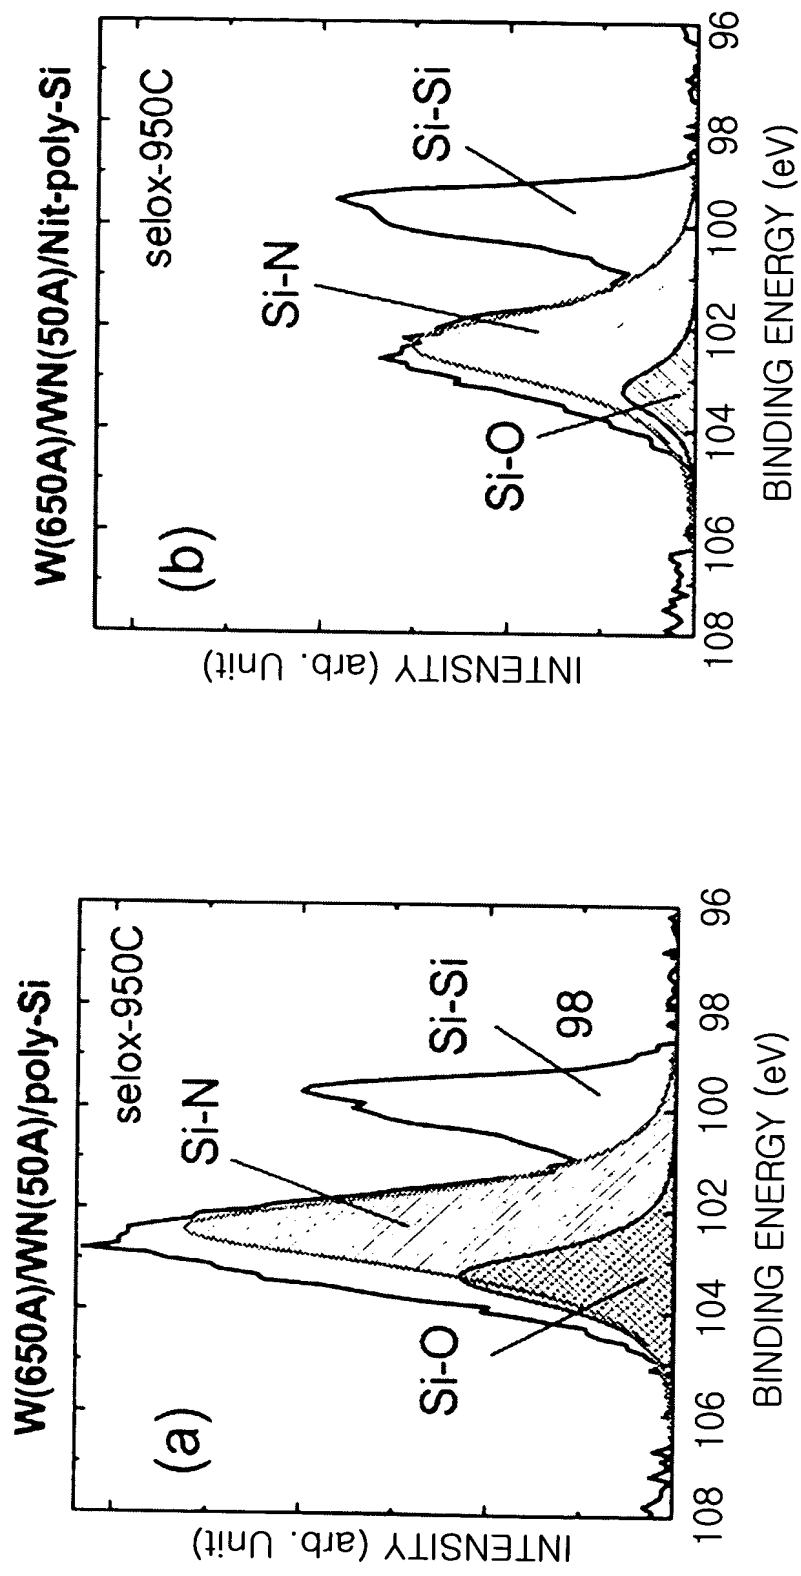 W(650A)/WN(50A)/poly-Si
(a)
selox-950C
Si-N
Si-Si
98
Si-O
INTENSITY (arb. Unit)
108 106 104 102 100 98 96
BINDING ENERGY (eV)
W(650A)/WN(50A)/Nit-poly-Si
(b)
selox-950C
Si-N
Si-Si
Si-O
INTENSITY (arb. Unit)
108 106 104 102 100 98 96
BINDING ENERGY (eV)